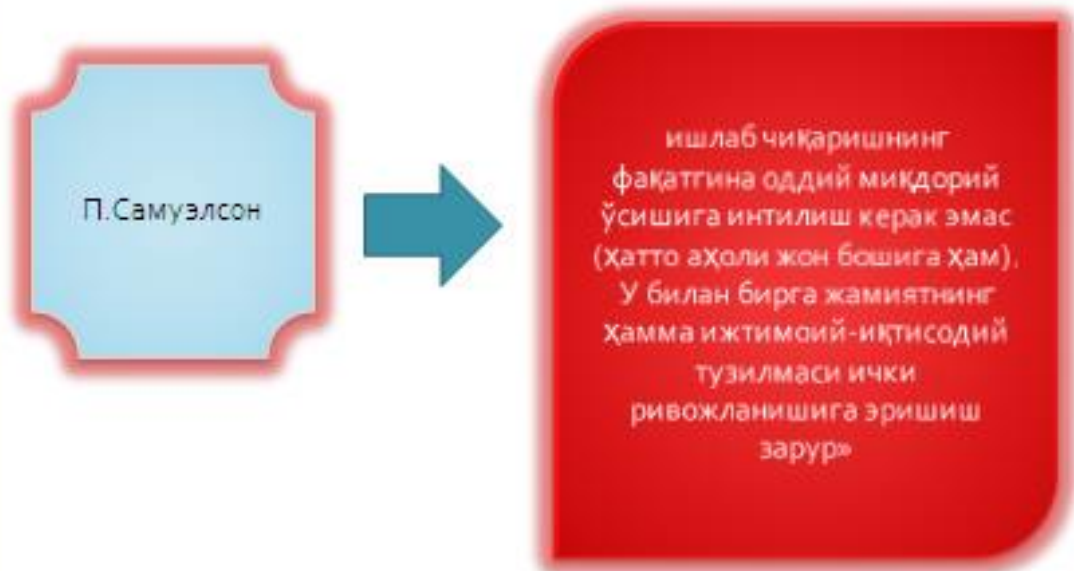 П.Самуэлсон
ишлаб чиқаришнинг
фақатгина оддий миқдорий
ўсишига интилиш керак эмас
(ҳатто аҳоли жон бошига ҳам).
У билан бирга жамиятнинг
ҳамма ижтимоий-иқтисодий
тузилмаси ички
ривожланишига эришиш
зарур»